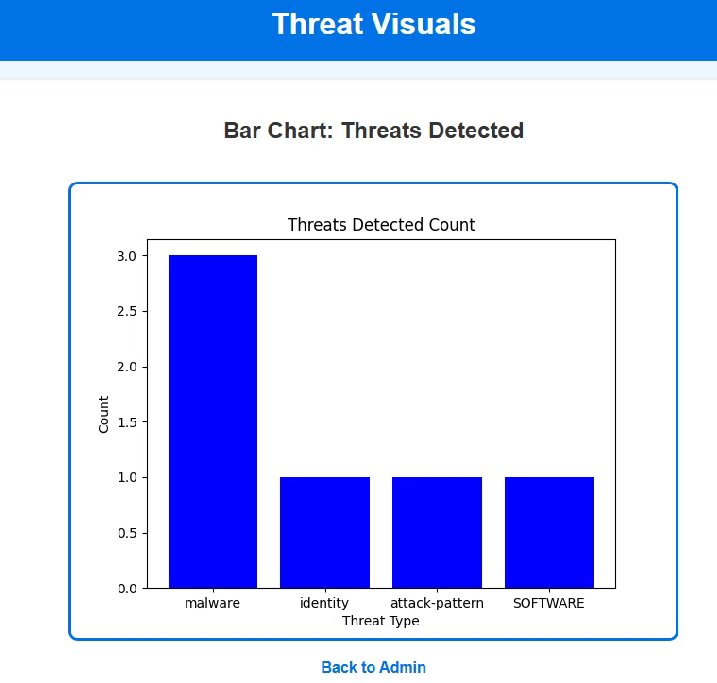 Threat Visuals
Bar Chart: Threats Detected
Threats Detected Count
3.0
2.5
2.0
1.5
1.0
0.5
0.0
Count
malware identity attack-pattern SOFTWARE
Threat Type
Back to Admin